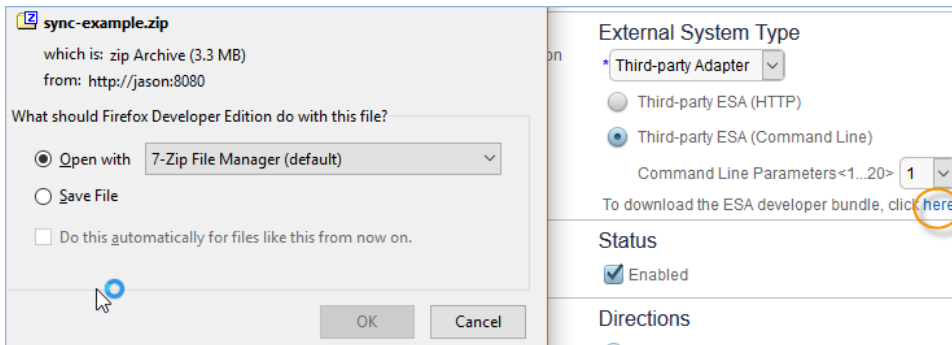 sync-example.zip
which is: zip Archive (3.3 MB)
from: http://jason:8080
What should Firefox Developer Edition do with this file?
Open with 7-Zip File Manager (default)
Save File
Do this automatically for files like this from now on.
OK Cancel
on
External System Type
* Third-party Adapter
Third-party ESA (HTTP)
Third-party ESA (Command Line)
Command Line Parameters<1...20> 1
To download the ESA developer bundle, click here
Status
Enabled
Directions